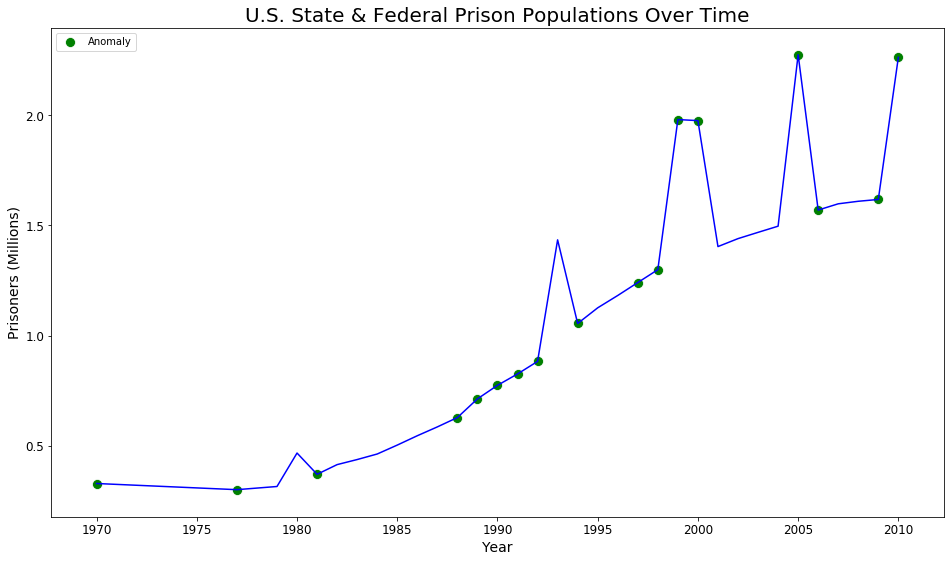 U.S. State & Federal Prison Populations Over Time
Anomaly
Prisoners (Millions)
2.0
1.5
1.0
0.5
1970 1975 1980 1985 1990 1995 2000 2005 2010
Year